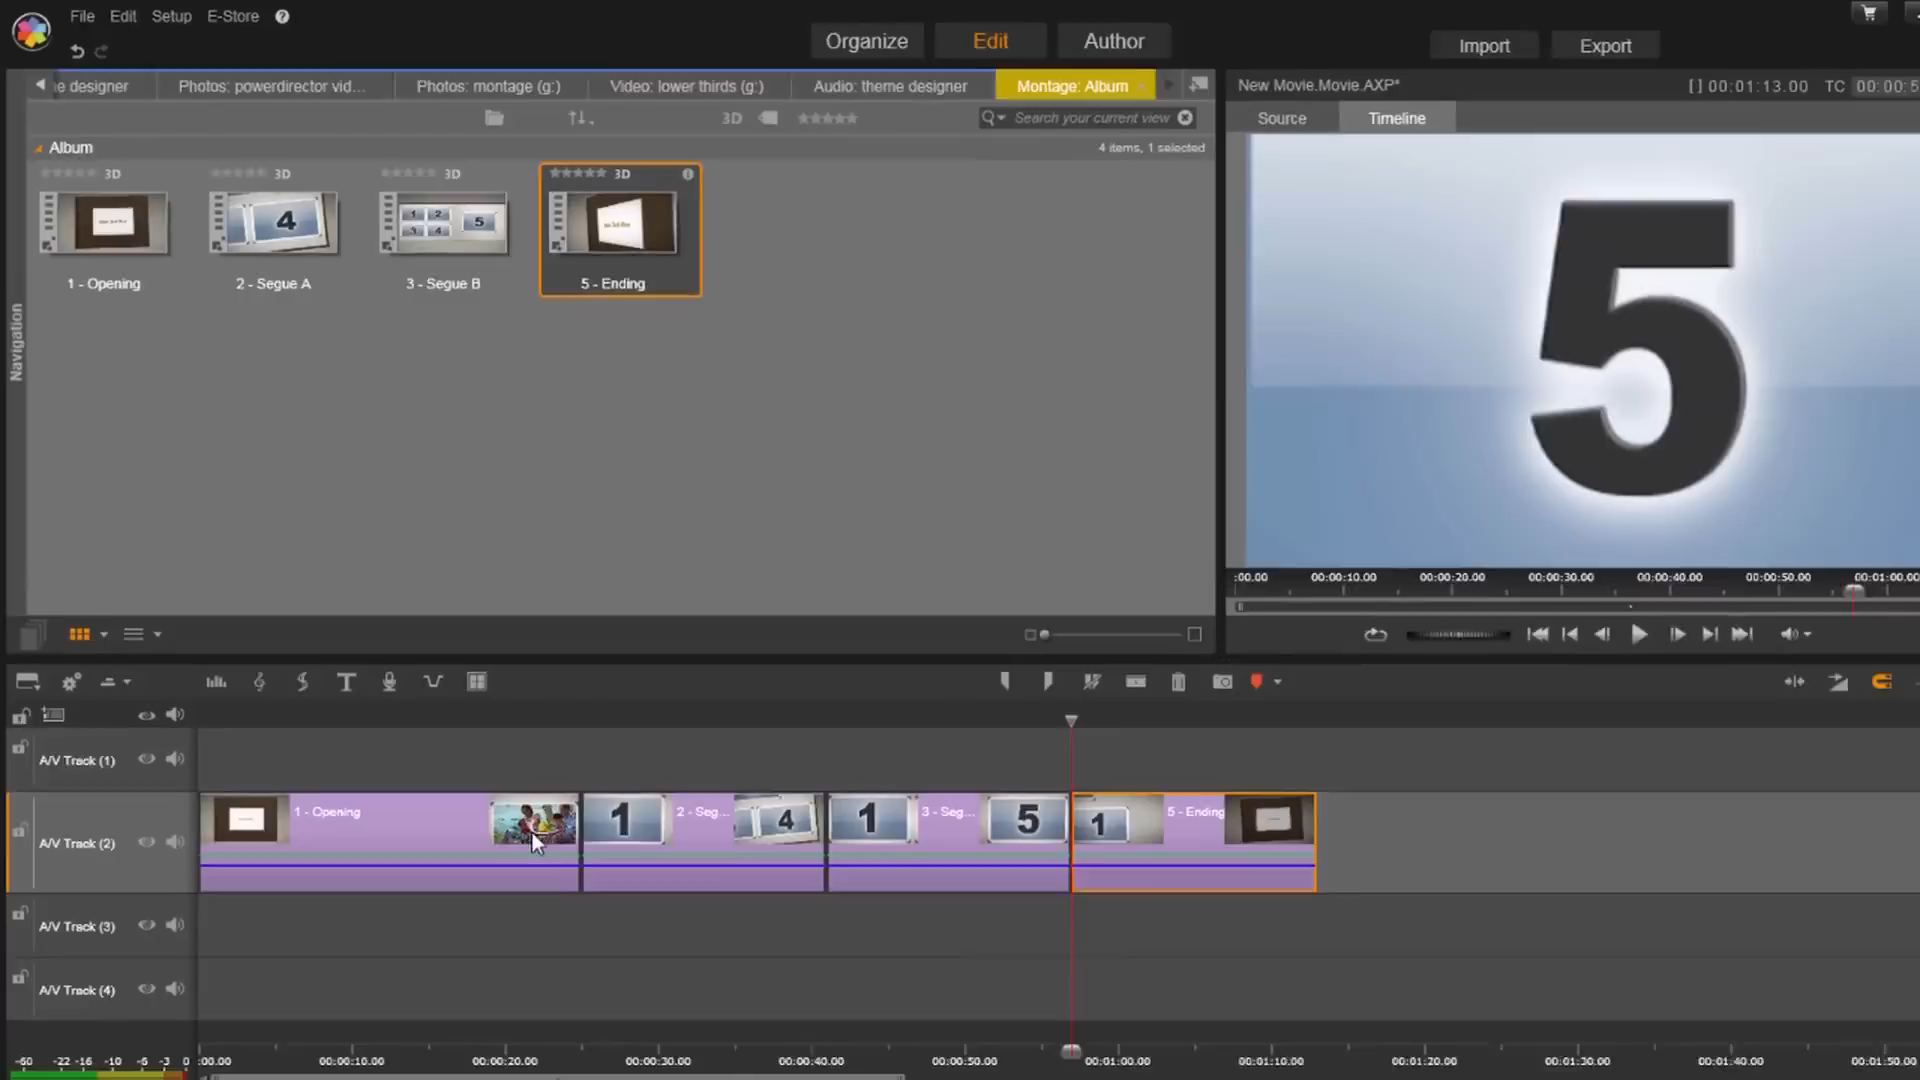 File Edit Setup E-Store ?
Organize Edit Author
Import Export
e designer Photos: powerdirector vid... Photos: montage (g:) Video: lower thirds (g:) Audio: theme designer Montage: Album
New Movie.Movie.AXP* [ ] 00:01:13.00 TC 00:00:5
3D Search your current view
Source Timeline
Album 4 items, 1 selected
3D 3D 3D 3D
4
1 2 3 4 5
1 - Opening 2 - Segue A 3 - Segue B 5 - Ending
5
Navigation
:00.00 00:00:10.00 00:00:20.00 00:00:30.00 00:00:40.00 00:00:50.00 00:01:00.00
A/V Track (1)
A/V Track (2)
1 - Opening 1 2 - Seg... 4 1 3 - Seg... 5 1 5 - Ending
A/V Track (3)
A/V Track (4)
-60 -22 -16 -10 -6 -3 0 :00.00 00:00:10.00 00:00:20.00 00:00:30.00 00:00:40.00 00:00:50.00 00:01:00.00 00:01:10.00 00:01:20.00 00:01:30.00 00:01:40.00 00:01:50.00